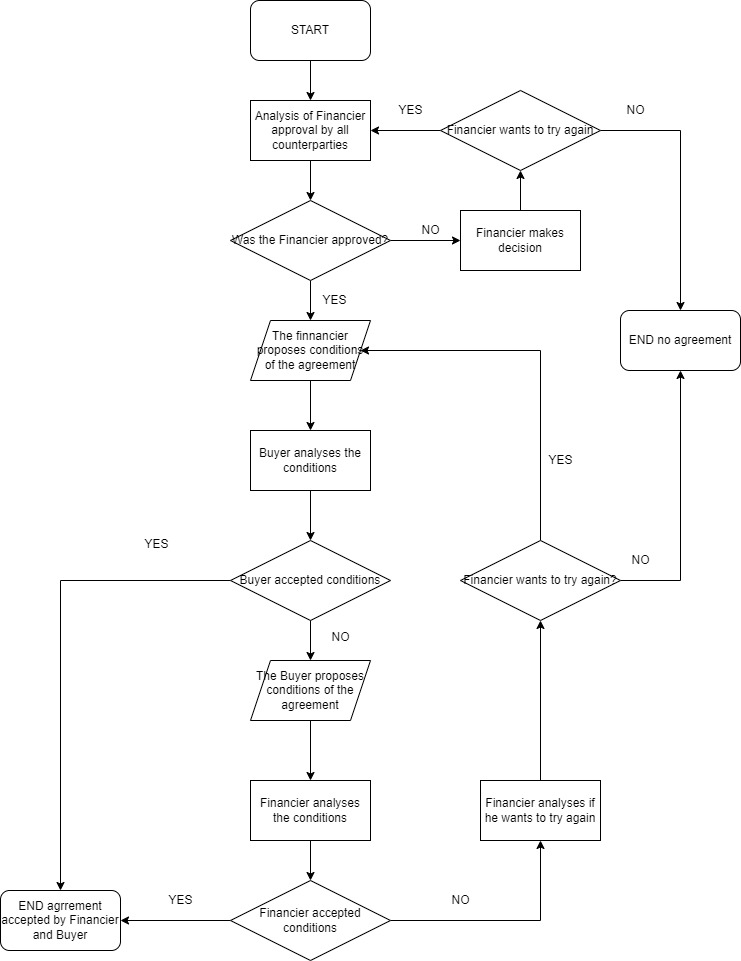 START
Analysis of Financier
approval by all
counterparties
YES
Financier wants to try again
NO
Was the Financier approved?
NO
Financier makes
decision
YES
The finnancier
proposes conditions
of the agreement
END no agreement
Buyer analyses the
conditions
YES
YES
Buyer accepted conditions
Financier wants to try again?
NO
NO
The Buyer proposes
conditions of the
agreement
Financier analyses
the conditions
Financier analyses if
he wants to try again
END agrrement
accepted by Financier
and Buyer
YES
Financier accepted
conditions
NO